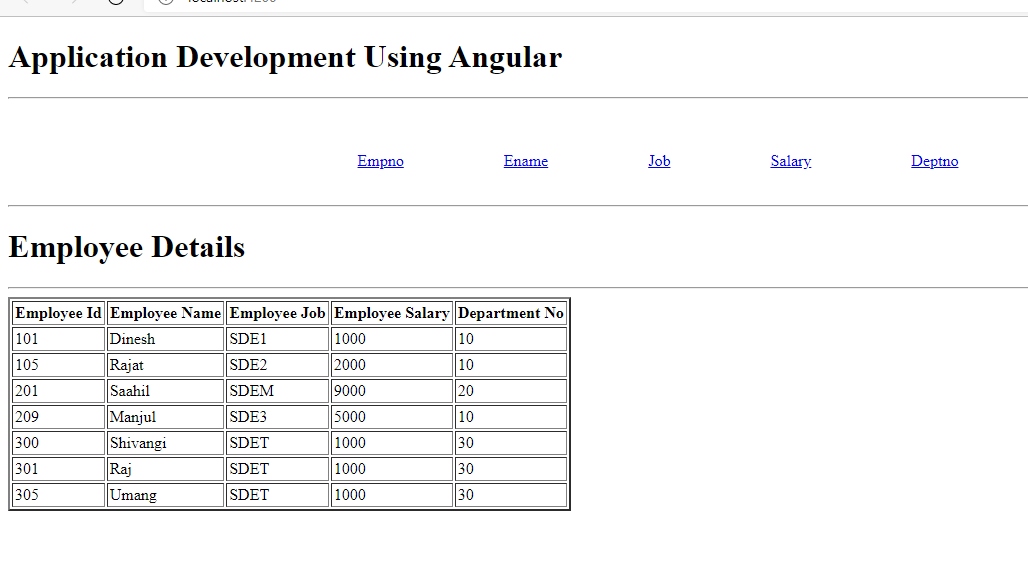 Application Development Using Angular
Empno Ename Job Salary Deptno
Employee Details
Employee Id Employee Name Employee Job Employee Salary Department No
101 Dinesh SDE1 1000 10
105 Rajat SDE2 2000 10
201 Saahil SDEM 9000 20
209 Manjul SDE3 5000 10
300 Shivangi SDET 1000 30
301 Raj SDET 1000 30
305 Umang SDET 1000 30